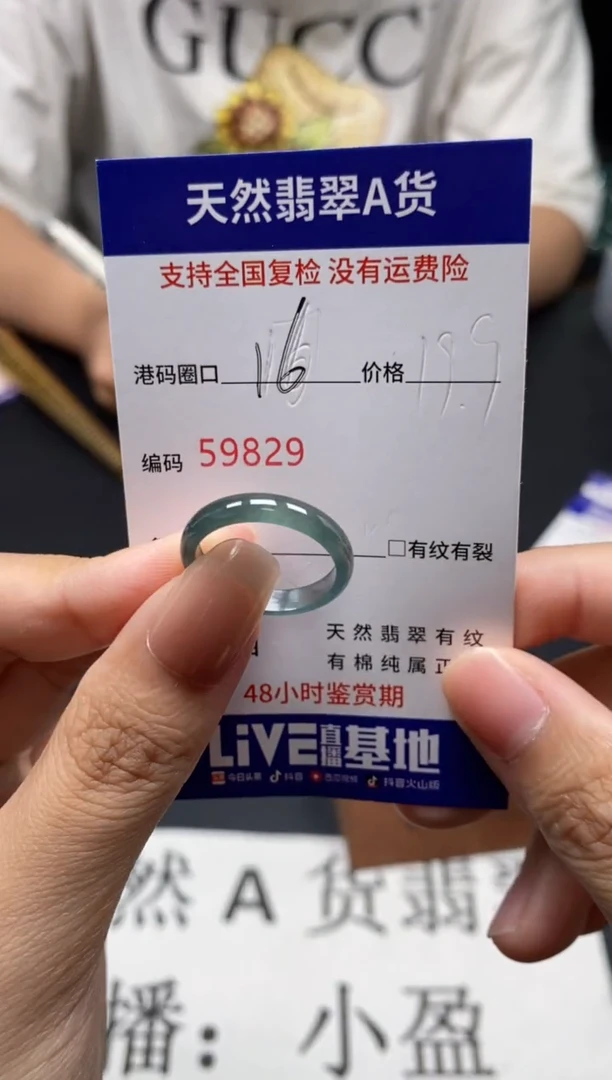 GUCCI
天然翡翠A货
支持全国复检 没有运费险
港码圈口 16 价格 19.9
编码 59829
□有纹有裂
天然翡翠有纹
有棉纯属正
48小时鉴赏期
LiVE直播基地
今日头条 抖音 西瓜视频 抖音火山版
然 A 货翡
播：小盈